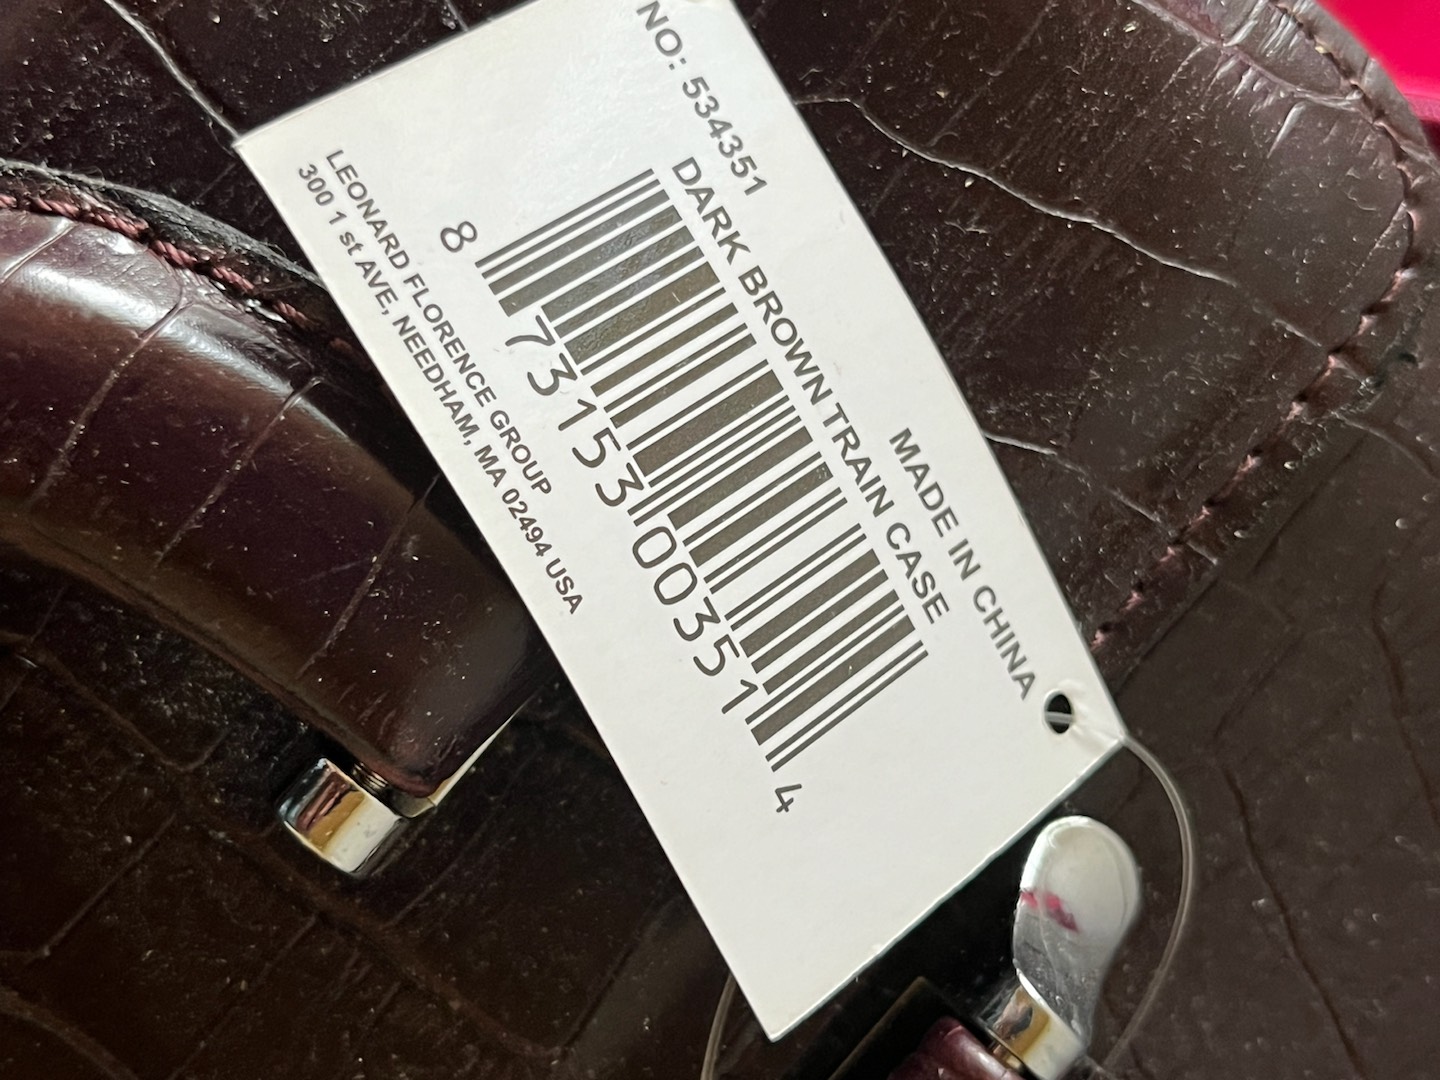 NO: 534351
MADE IN CHINA
DARK BROWN TRAIN CASE
8 73153 00351 4
LEONARD FLORENCE GROUP
300 1 st AVE, NEEDHAM, MA 02494 USA